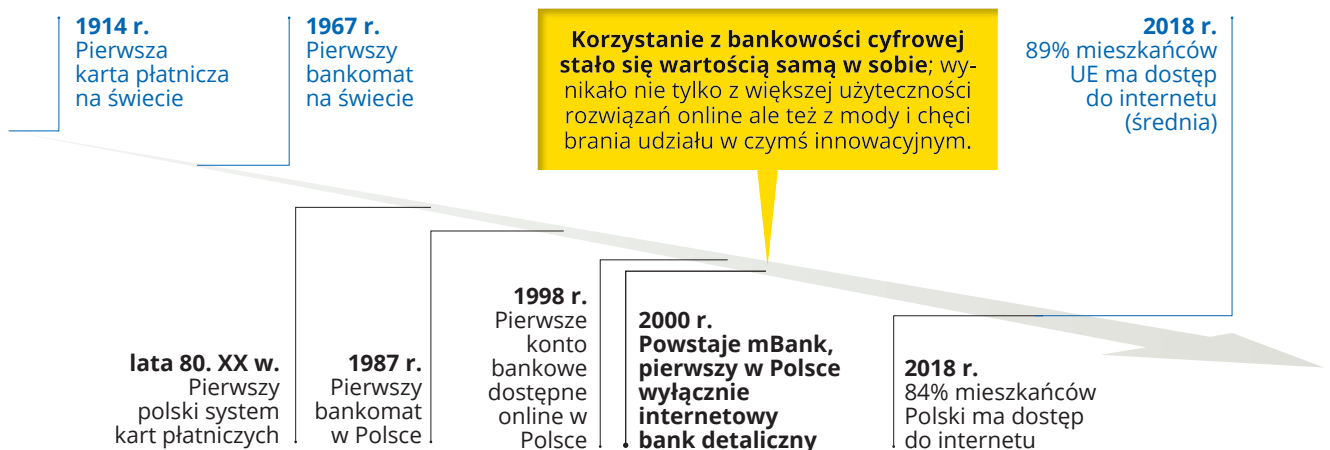 1914 r.
Pierwsza
karta płatnicza
na świecie
1967 r.
Pierwszy
bankomat
na świecie
Korzystanie z bankowości cyfrowej
stało się wartością samą w sobie; wy-
nikało nie tylko z większej użyteczności
rozwiązań online ale też z mody i chęci
brania udziału w czymś innowacyjnym.
2018 r.
89% mieszkańców
UE ma dostęp
do internetu
(średnia)
lata 80. XX w.
Pierwszy
polski system
kart płatniczych
1987 r.
Pierwszy
bankomat
w Polsce
1998 r.
Pierwsze
konto
bankowe
dostępne
online w
Polsce
2000 r.
Powstaje mBank,
pierwszy w Polsce
wyłącznie
internetowy
bank detaliczny
2018 r.
84% mieszkańców
Polski ma dostęp
do internetu